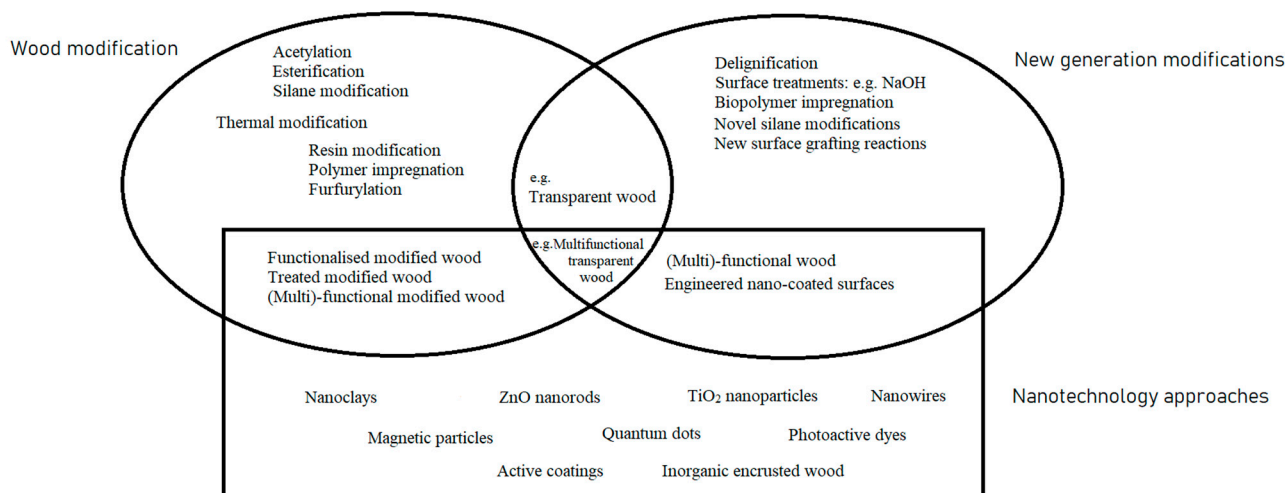 Wood modification
Acetylation
Esterification
Silane modification
Thermal modification
Resin modification
Polymer impregnation
Furfurylation
New generation modifications
Delignification
Surface treatments: e.g. NaOH
Biopolymer impregnation
Novel silane modifications
New surface grafting reactions
e.g.
Transparent wood
e.g.Multifunctional
transparent
wood
Functionalised modified wood
Treated modified wood
(Multi)-functional modified wood
(Multi)-functional wood
Engineered nano-coated surfaces
Nanotechnology approaches
Nanoclays
ZnO nanorods
TiO₂ nanoparticles
Nanowires
Magnetic particles
Quantum dots
Photoactive dyes
Active coatings
Inorganic encrusted wood